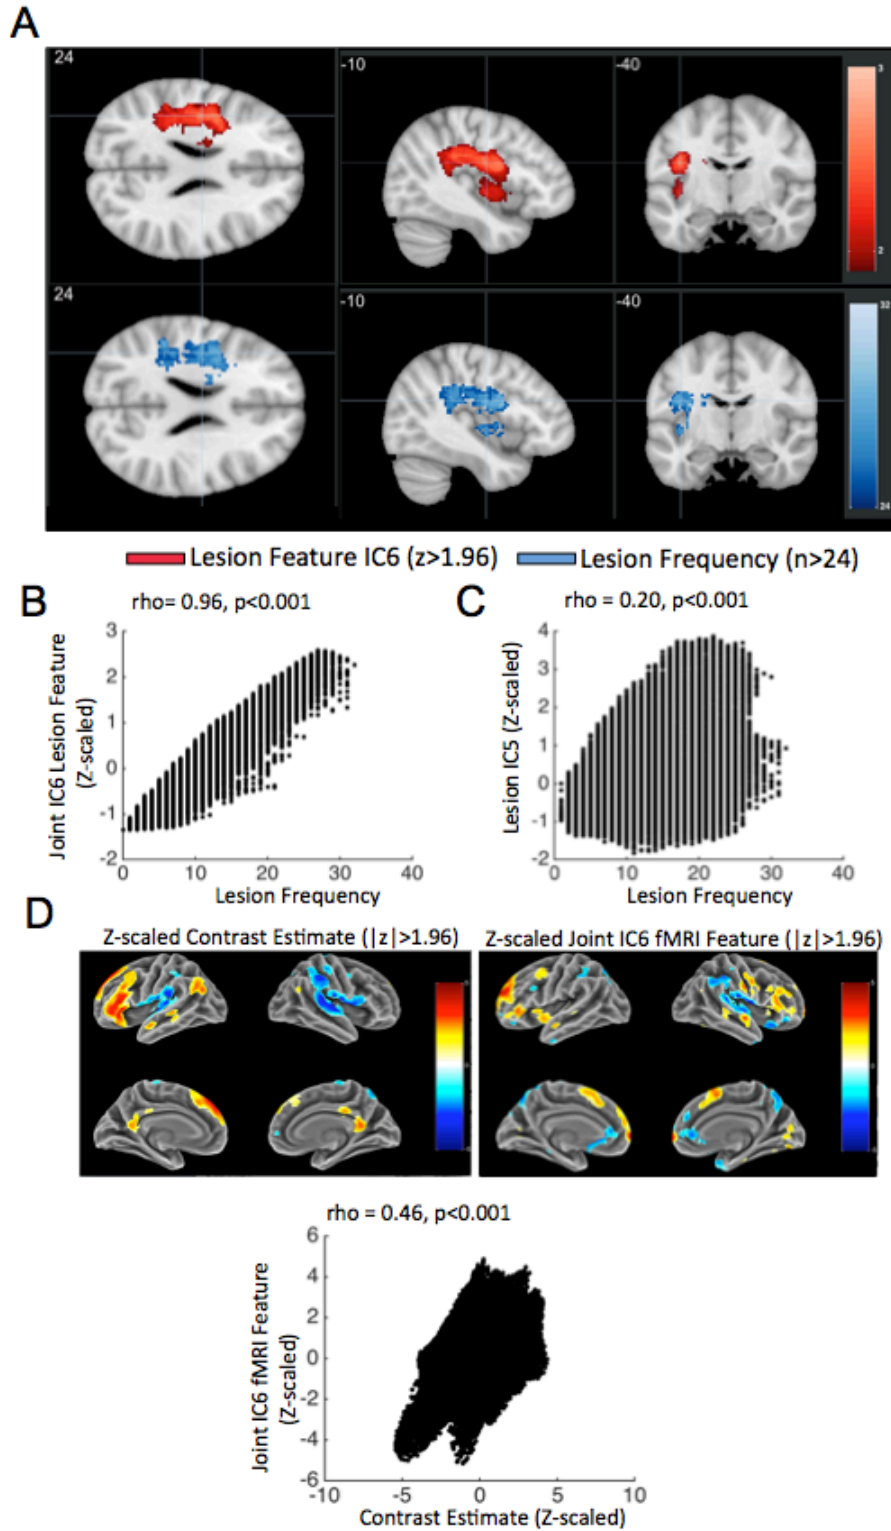 A
24
-10
-40
3
2
24
-10
-40
32
24
Lesion Feature IC6 (z>1.96)
Lesion Frequency (n>24)
B
rho= 0.96, p<0.001
Joint IC6 Lesion Feature
(Z-scaled)
3
2
1
0
-1
-2
0
10
20
30
40
Lesion Frequency
C
rho = 0.20, p<0.001
Lesion IC5 (Z-scaled)
4
3
2
1
0
-1
-2
0
10
20
30
40
Lesion Frequency
D
Z-scaled Contrast Estimate (|z|>1.96)
Z-scaled Joint IC6 fMRI Feature (|z|>1.96)
rho = 0.46, p<0.001
Joint IC6 fMRI Feature
(Z-scaled)
6
4
2
0
-2
-4
-6
-10
-5
0
5
10
Contrast Estimate (Z-scaled)